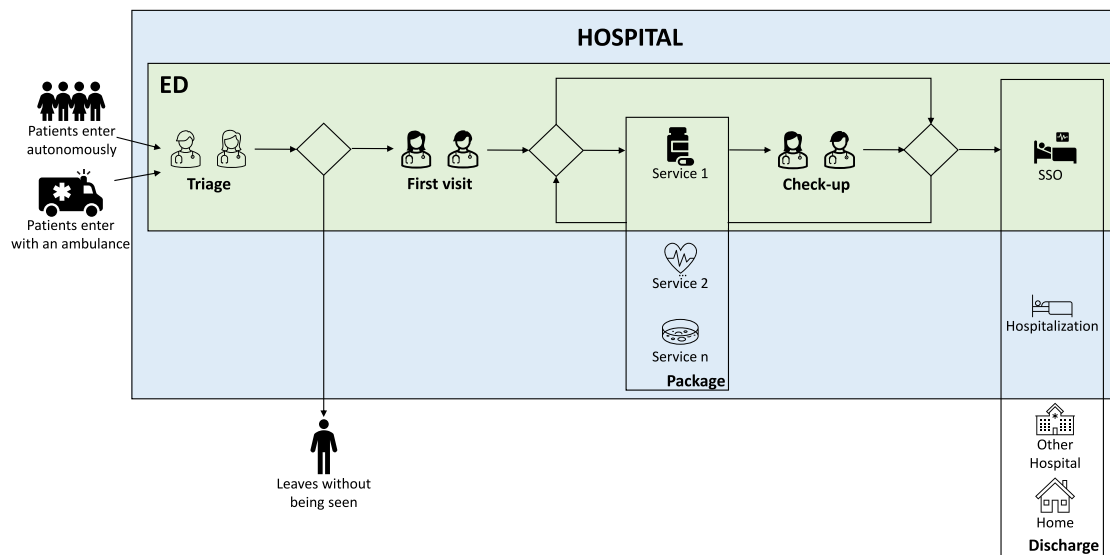 HOSPITAL
ED
Patients enter
autonomously
Patients enter
with an ambulance
Triage
First visit
Service 1
Check-up
SSO
Service 2
Service n
Package
Hospitalization
Leaves without
being seen
Other
Hospital
Home
Discharge